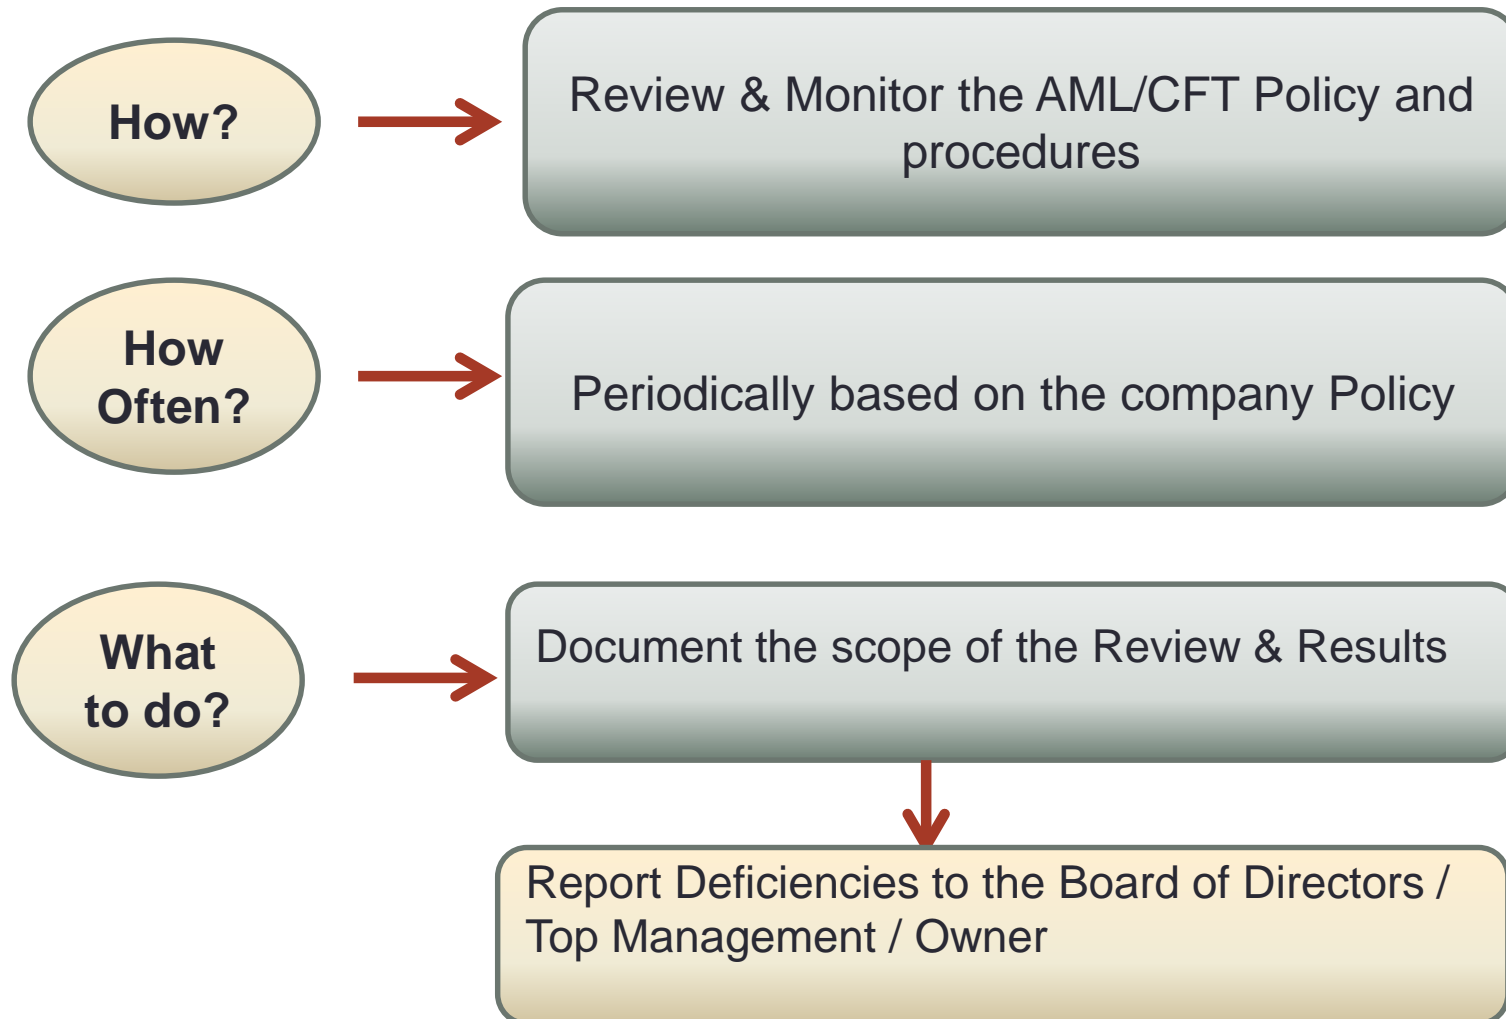 How?
Review & Monitor the AML/CFT Policy and
procedures
How
Often?
Periodically based on the company Policy
What
to do?
Document the scope of the Review & Results
Report Deficiencies to the Board of Directors /
Top Management / Owner